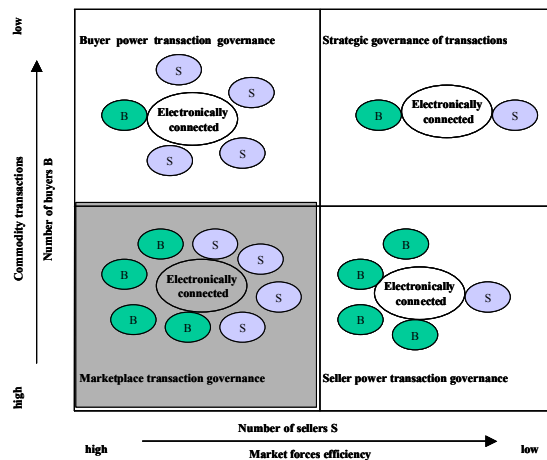 low
Commodity transactions
Number of buyers B
high
Buyer power transaction governance
S
S
B
Electronically
connected
S
S
Strategic governance of transactions
B
Electronically
connected
S
B
S
B
S
Electronically
connected
S
B
B
S
Marketplace transaction governance
B
B
Electronically
connected
S
B
B
Seller power transaction governance
Number of sellers S
high
low
Market forces efficiency